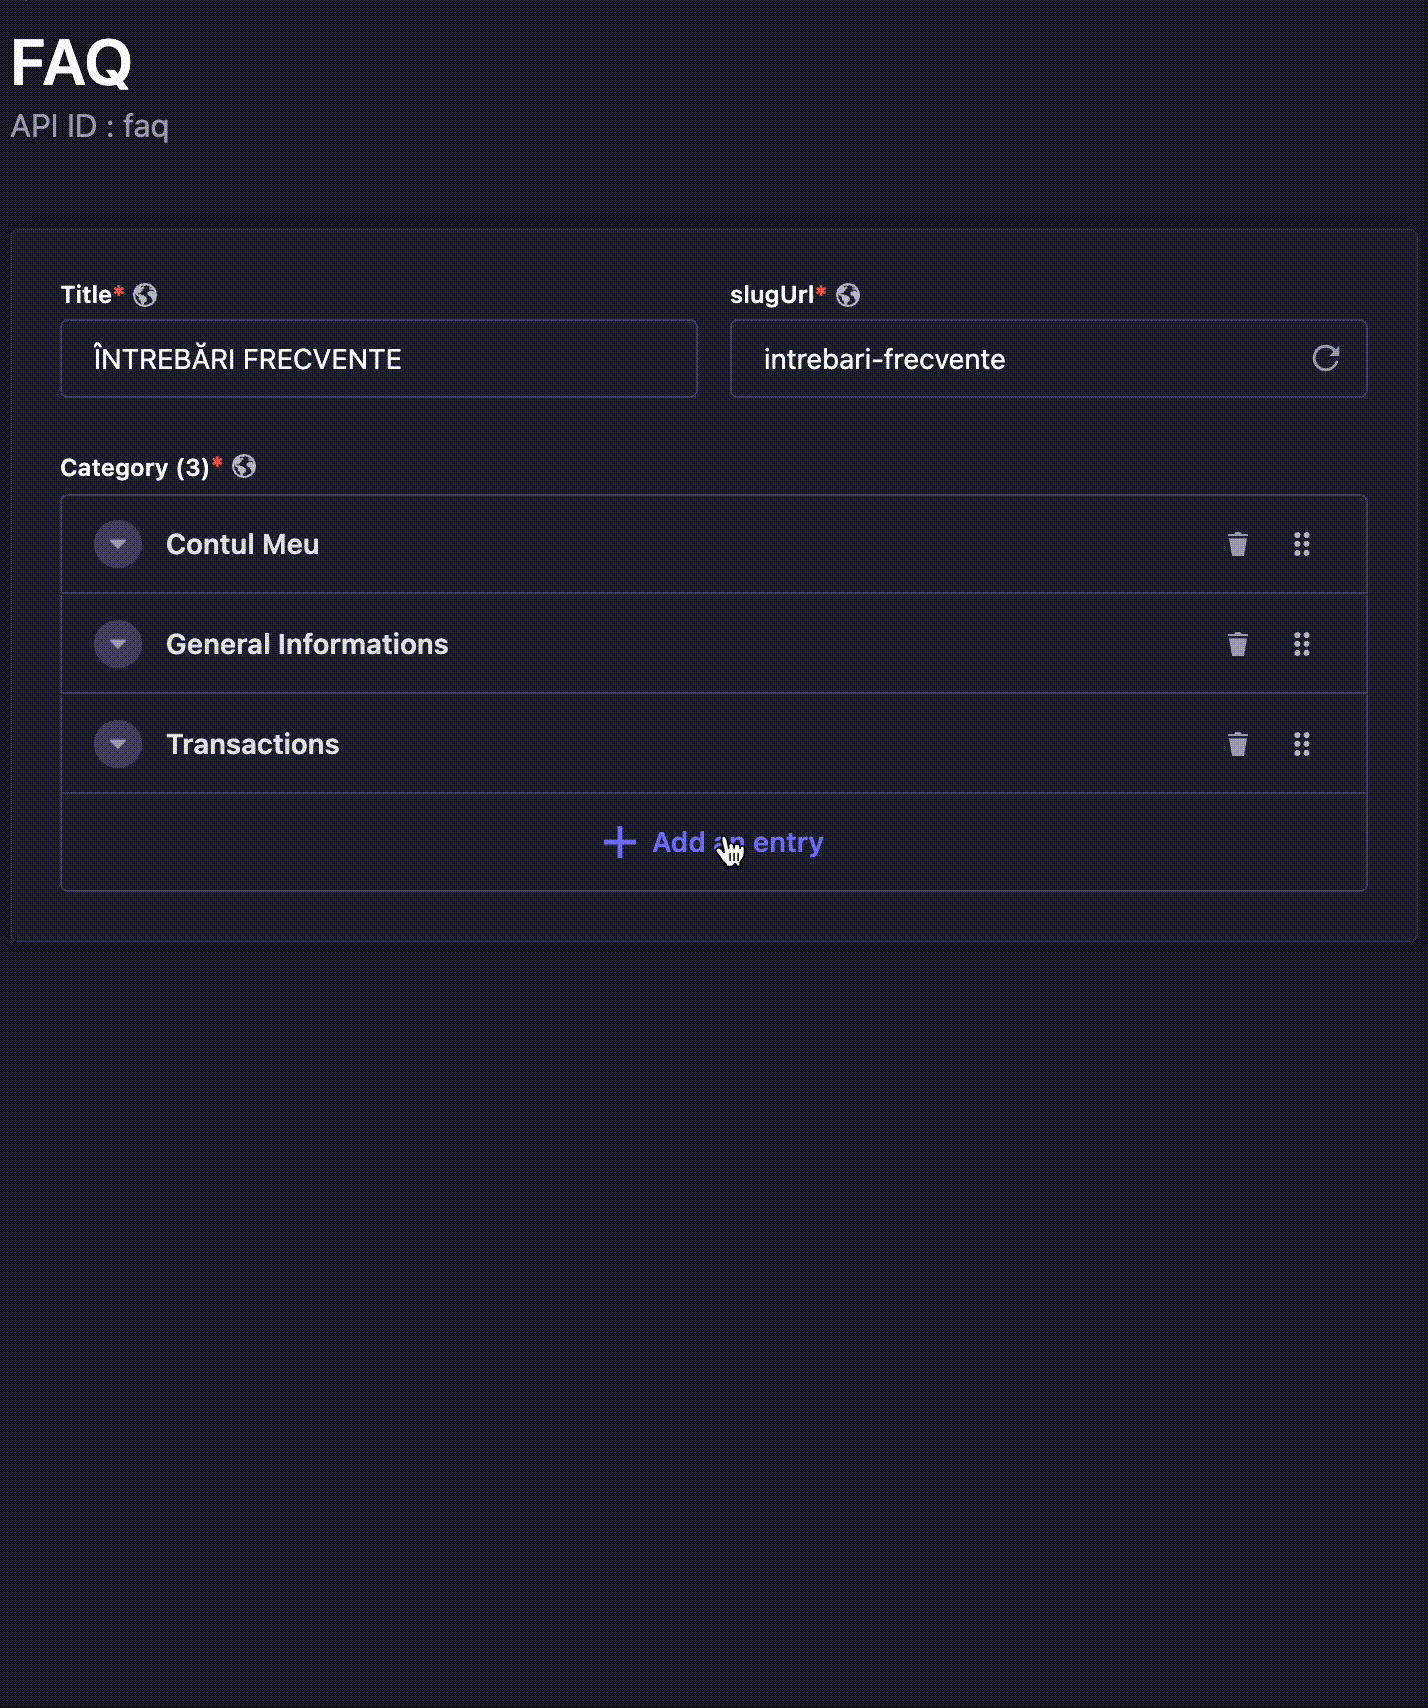 FAQ
API ID : faq
Title* slugUrl*
ÎNTREBĂRI FRECVENTE intrebari-frecvente
Category (3)*
Contul Meu
General Informations
Transactions
Add an entry